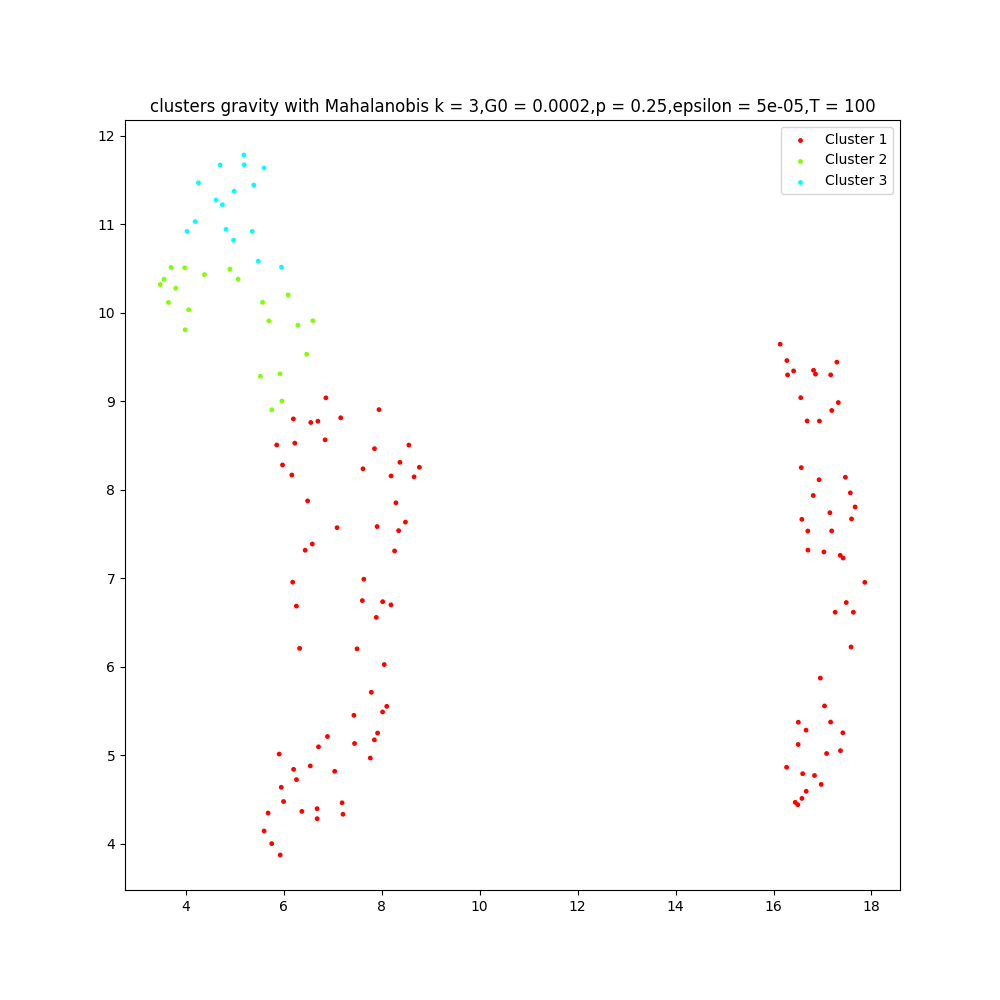 clusters gravity with Mahalanobis k = 3,G0 = 0.0002,p = 0.25,epsilon = 5e-05,T = 100
Cluster 1
Cluster 2
Cluster 3
12
11
10
9
8
7
6
5
4
4 6 8 10 12 14 16 18